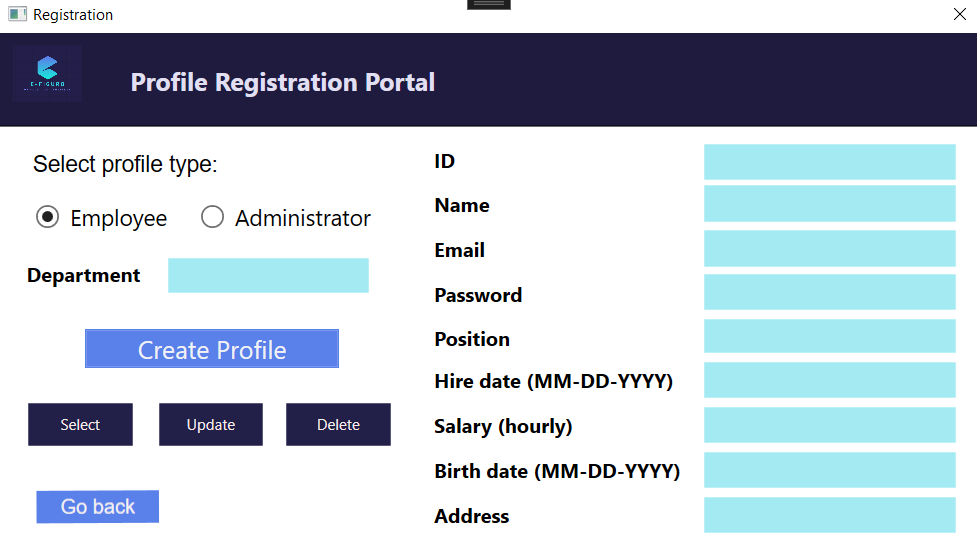 Registration
Profile Registration Portal
Select profile type:
Employee
Administrator
Department
Create Profile
Select
Update
Delete
Go back
ID
Name
Email
Password
Position
Hire date (MM-DD-YYYY)
Salary (hourly)
Birth date (MM-DD-YYYY)
Address